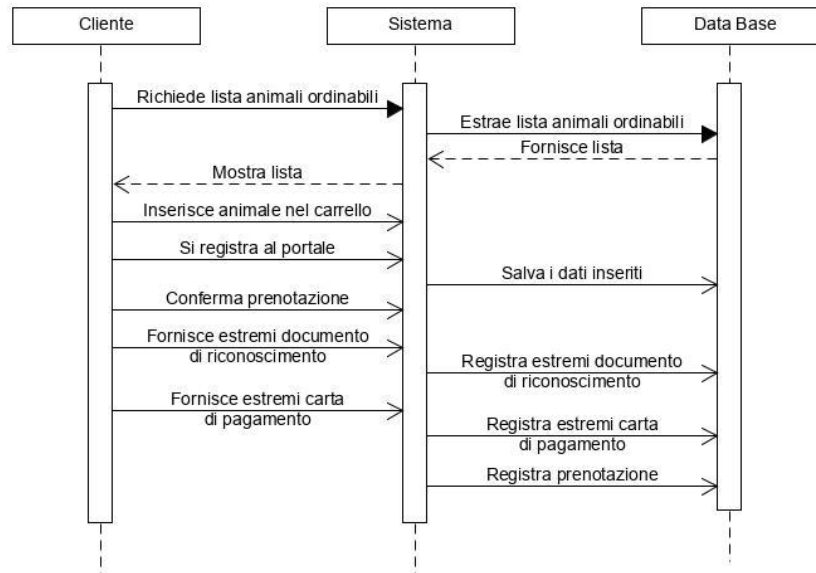 Cliente
Sistema
Data Base
Richiede lista animali ordinabili
Estrae lista animali ordinabili
Fornisce lista
Mostra lista
Inserisce animale nel carrello
Si registra al portale
Salva i dati inseriti
Conferma prenotazione
Fornisce estremi documento
di riconoscimento
Registra estremi documento
di riconoscimento
Fornisce estremi carta
di pagamento
Registra estremi carta
di pagamento
Registra prenotazione